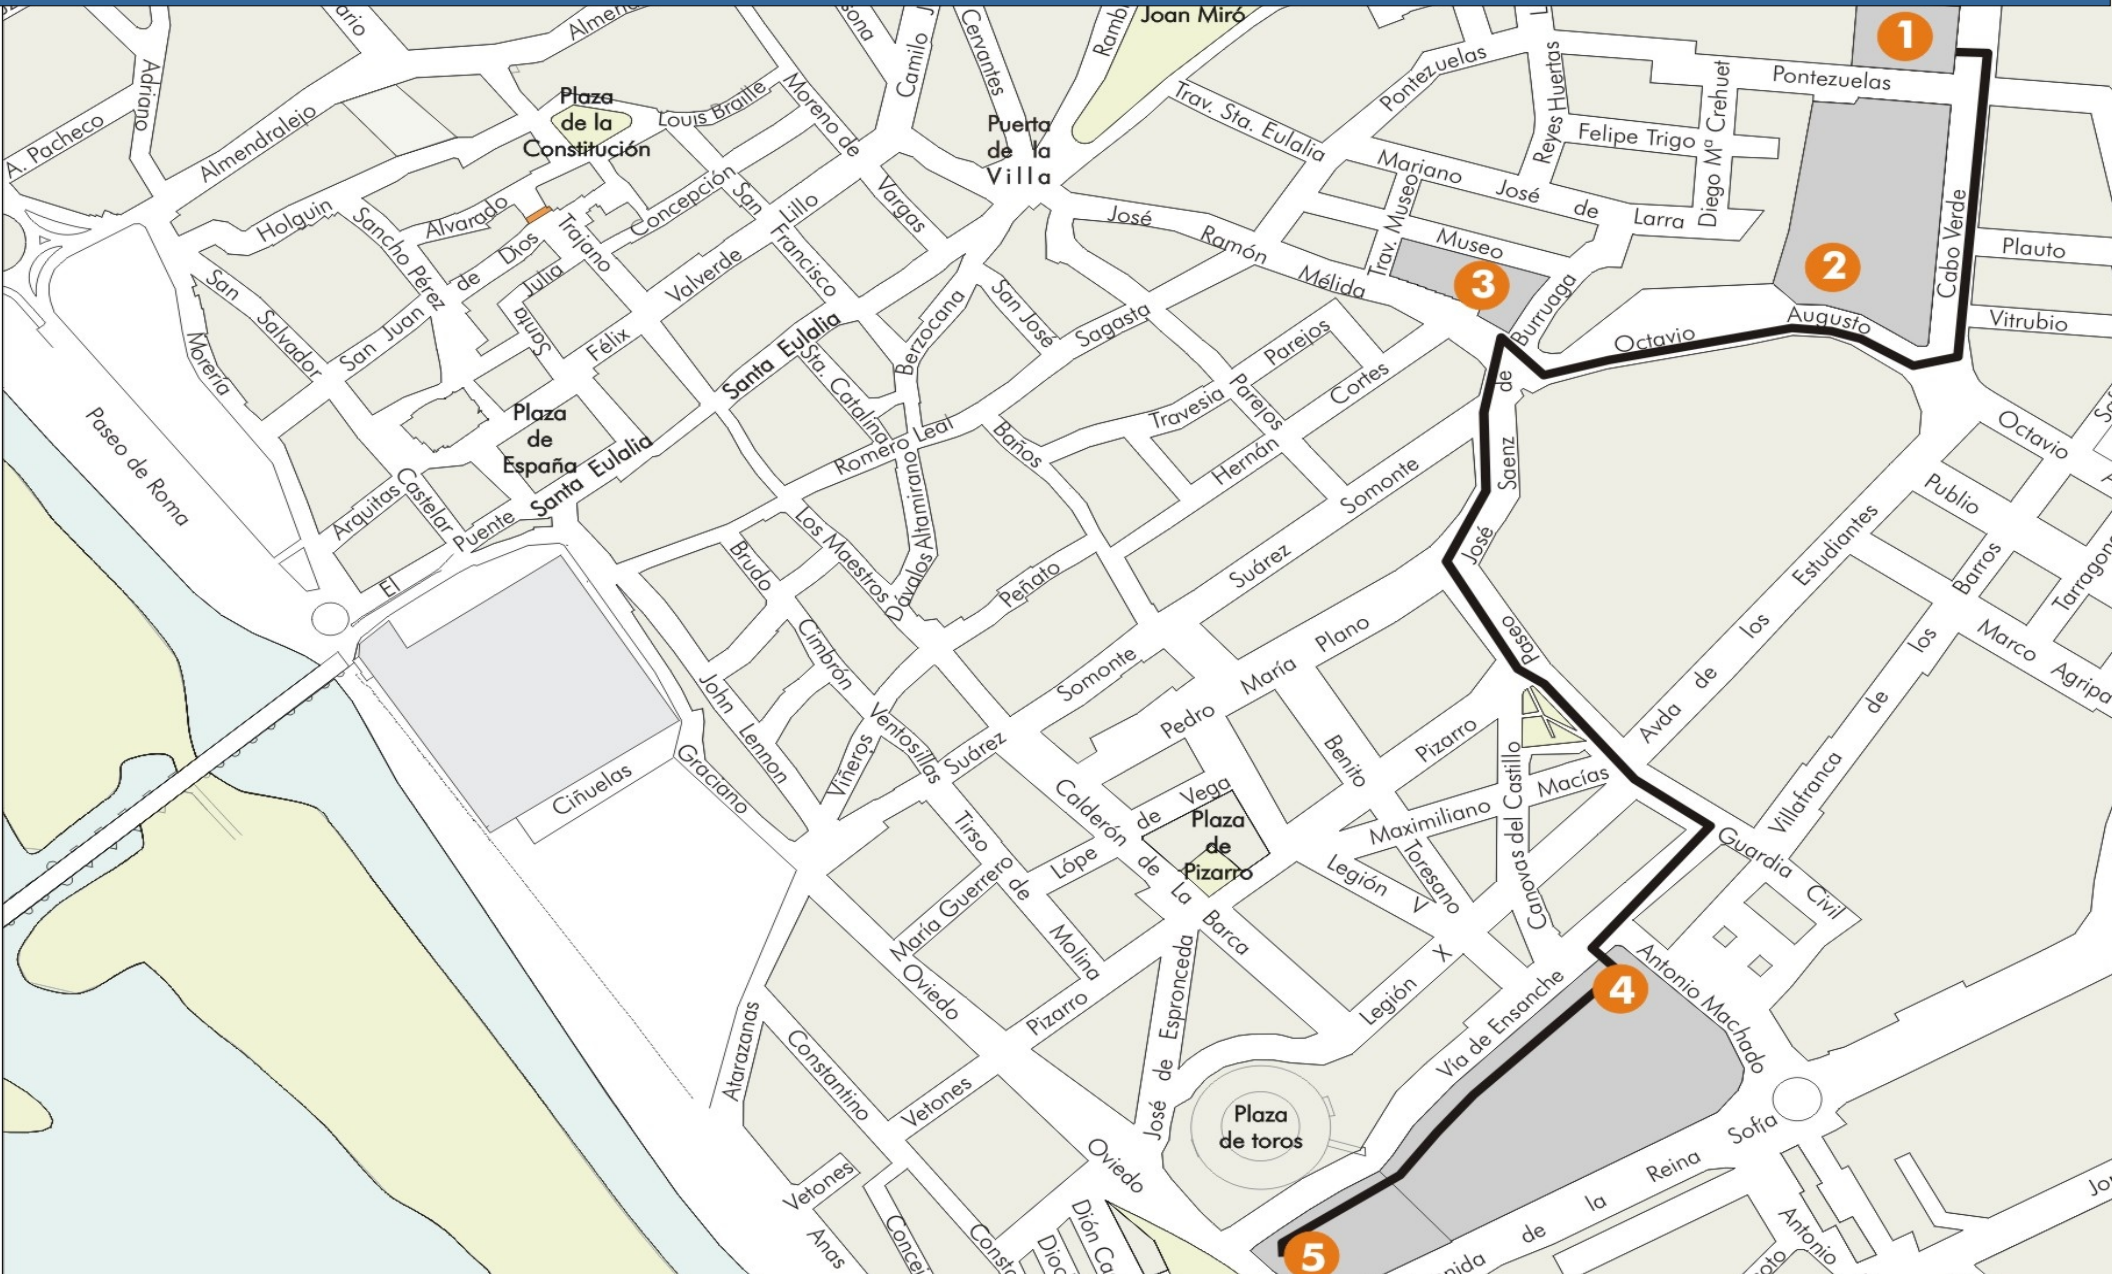 Joan Miró
1
Adriano
Almendralejo
A. Pacheco
Camilo J
Cervantes
Moreno de
Vargas
Plaza
de la
Constitución
Louis Braille
Puerta
de la
Villa
Trav. Sta. Eulalia
Pontezuelas
Reyes Huertas
Pontezuelas
Felipe Trigo
Diego Mª Crehuet
Mariano José de Larra
Trav. Museo
Museo
Cabo Verde
Plauto
Vitrubio
2
3
Holguin
Sancho Pérez
Alvarado
San Juan de Dios
Trajano
Concepción
San Francisco
Lillo
Valverde
Santa Julia
Félix
San Salvador
Morería
José Ramón Mélida
Berzocana
San José
Sagasta
Santa Eulalia
Sta. Catalina
Parejos
Travesia
Parejos
Hernán Cortes
Octavio Augusto
José Saenz de Burruaga
Paseo de Roma
Plaza
de
España
Santa Eulalia
Romero Leal
Baños
Arquitas
Castelar
Puente
El
Brudo
Los Maestros
Dávalos Altamirano
Peñato
Suárez Somonte
Octavio
Publio
Barros
Tarragona
Marco Agripa
Avda de los Estudiantes
Villafranca de los
Paseo
Cimbrón
John Lennon
Viñeros
Ventosillas
Suárez Somonte
Pedro María Plano
Benito
Toresano
Pizarro
Maximiliano Macías
Canovas del Castillo
Guardia Civil
Ciñuelas
Graciano
Tirso de Molina
María Guerrero
Calderón de La Barca
Lópe de Vega
Plaza
de
Pizarro
Legión V
Legión X
Vía de Ensanche
4
Antonio Machado
Oviedo
Pizarro
José de Espronceda
Atarazanas
Constantino
Vetones
Plaza
de toros
Oviedo
Vetones
Anas
Dión Ca
de la Reina Sofía
Antonio
5